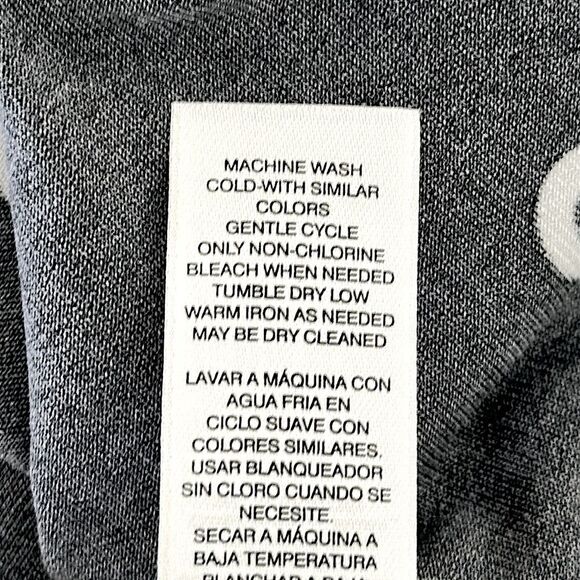 MACHINE WASH
COLD-WITH SIMILAR
COLORS
GENTLE CYCLE
ONLY NON-CHLORINE
BLEACH WHEN NEEDED
TUMBLE DRY LOW
WARM IRON AS NEEDED
MAY BE DRY CLEANED
LAVAR A MÁQUINA CON
AGUA FRIA EN
CICLO SUAVE CON
COLORES SIMILARES.
USAR BLANQUEADOR
SIN CLORO CUANDO SE
NECESITE.
SECAR A MÁQUINA A
BAJA TEMPERATURA
PLANCHAR A BAJA